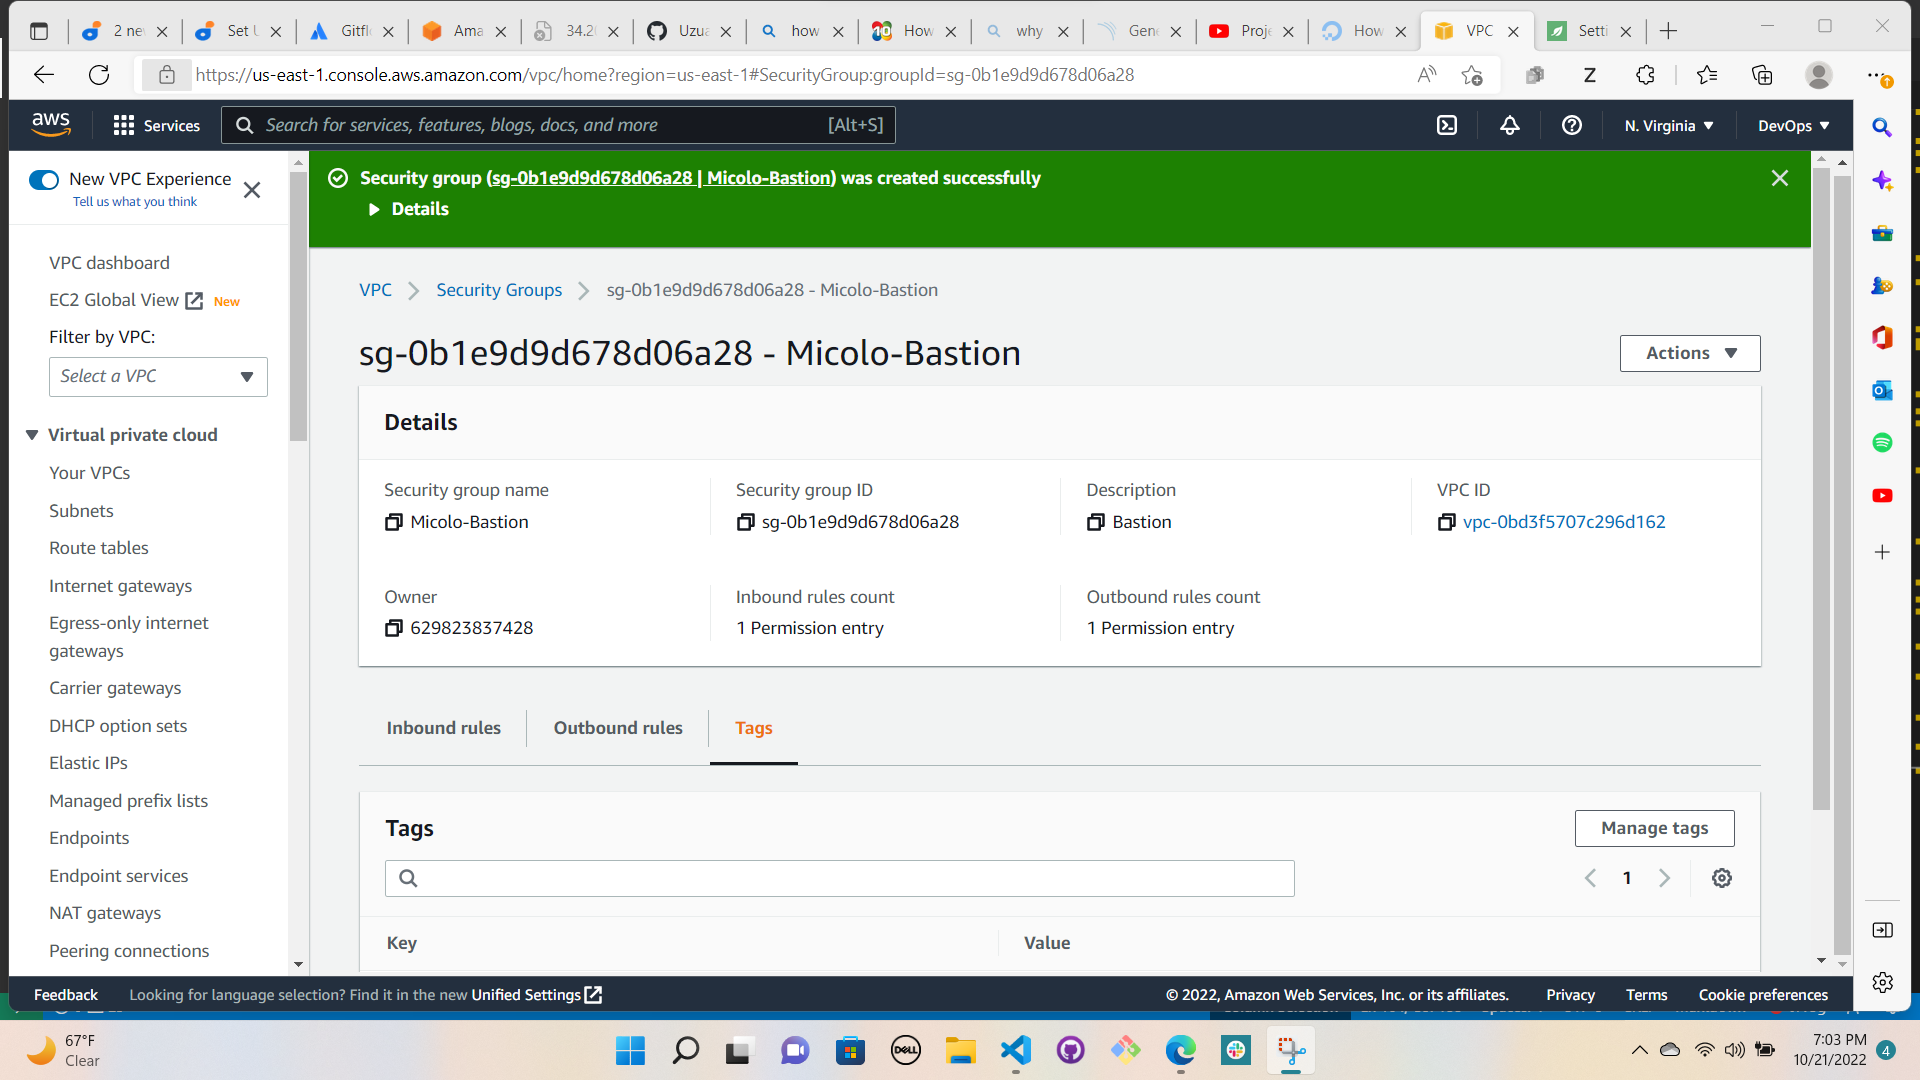 2 ne
Set U
Gitfl
Ama
34.20
Uzua
how
How
why
Gene
Proje
How
VPC
Setti
https://us-east-1.console.aws.amazon.com/vpc/home?region=us-east-1#SecurityGroup:groupId=sg-0b1e9d9d678d06a28
aws
Services
Search for services, features, blogs, docs, and more
[Alt+S]
N. Virginia
DevOps
New VPC Experience
Tell us what you think
Security group (sg-0b1e9d9d678d06a28 | Micolo-Bastion) was created successfully
Details
VPC dashboard
EC2 Global View New
Filter by VPC:
Select a VPC
Virtual private cloud
Your VPCs
Subnets
Route tables
Internet gateways
Egress-only internet
gateways
Carrier gateways
DHCP option sets
Elastic IPs
Managed prefix lists
Endpoints
Endpoint services
NAT gateways
Peering connections
VPC
Security Groups
sg-0b1e9d9d678d06a28 - Micolo-Bastion
sg-0b1e9d9d678d06a28 - Micolo-Bastion
Actions
Details
Security group name
Micolo-Bastion
Security group ID
sg-0b1e9d9d678d06a28
Description
Bastion
VPC ID
vpc-0bd3f5707c296d162
Owner
629823837428
Inbound rules count
1 Permission entry
Outbound rules count
1 Permission entry
Inbound rules
Outbound rules
Tags
Tags
Manage tags
1
Key
Value
Feedback
Looking for language selection? Find it in the new Unified Settings
© 2022, Amazon Web Services, Inc. or its affiliates.
Privacy
Terms
Cookie preferences
67°F
Clear
DELL
7:03 PM
10/21/2022
4